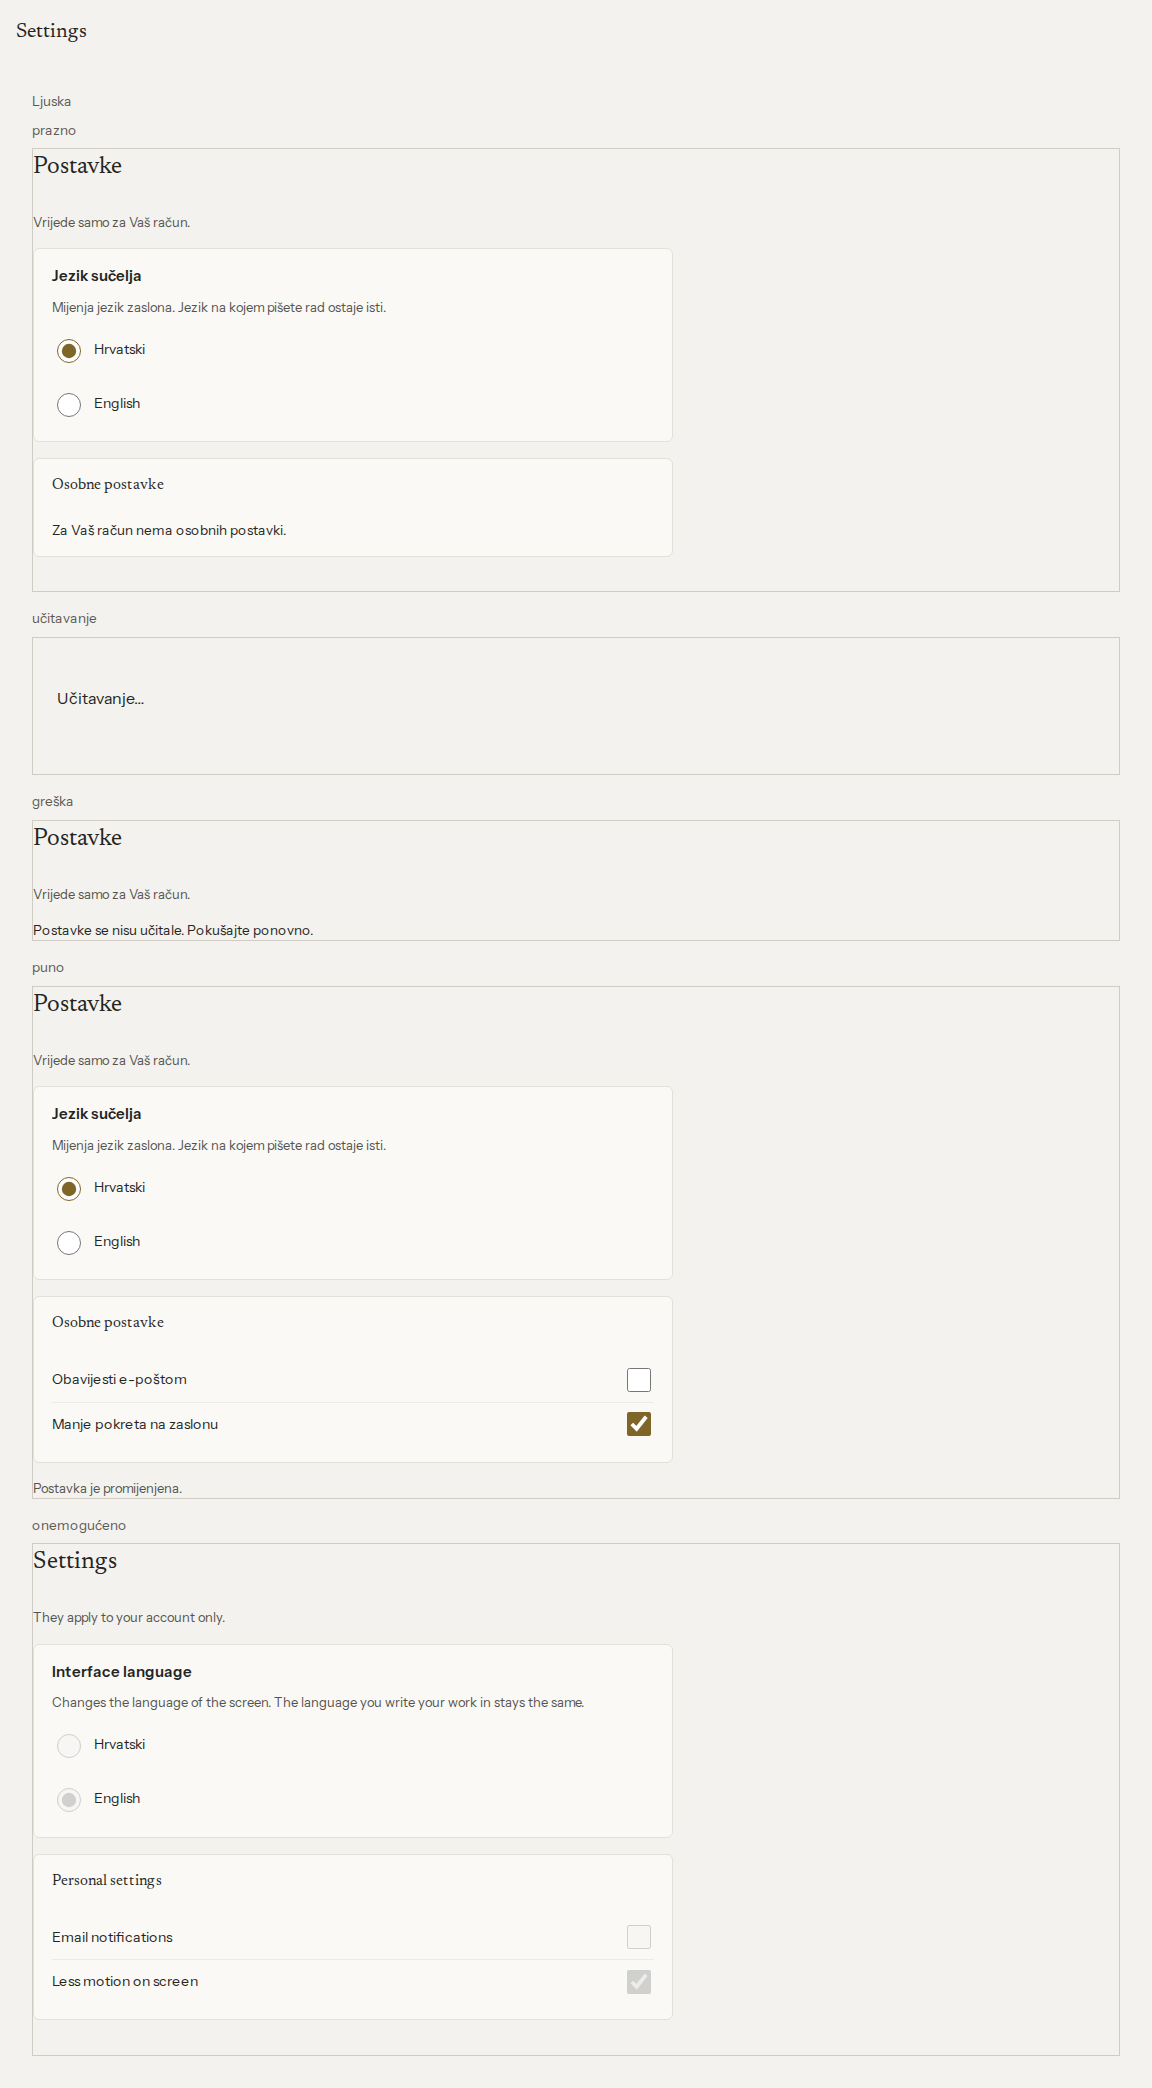 Settings
Ljuska
prazno
Postavke
Vrijede samo za Vaš račun.
Jezik sučelja
Mijenja jezik zaslona. Jezik na kojem pišete rad ostaje isti.
Hrvatski
English
Osobne postavke
Za Vaš račun nema osobnih postavki.
učitavanje
Učitavanje…
greška
Postavke
Vrijede samo za Vaš račun.
Postavke se nisu učitale. Pokušajte ponovno.
puno
Postavke
Vrijede samo za Vaš račun.
Jezik sučelja
Mijenja jezik zaslona. Jezik na kojem pišete rad ostaje isti.
Hrvatski
English
Osobne postavke
Obavijesti e-poštom
Manje pokreta na zaslonu
Postavka je promijenjena.
onemogućeno
Settings
They apply to your account only.
Interface language
Changes the language of the screen. The language you write your work in stays the same.
Hrvatski
English
Personal settings
Email notifications
Less motion on screen